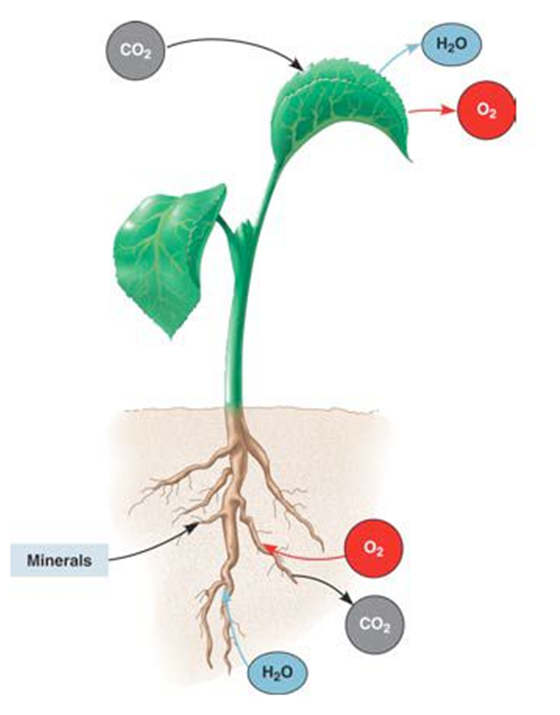 CO₂
H₂O
O₂
Minerals
O₂
CO₂
H₂O